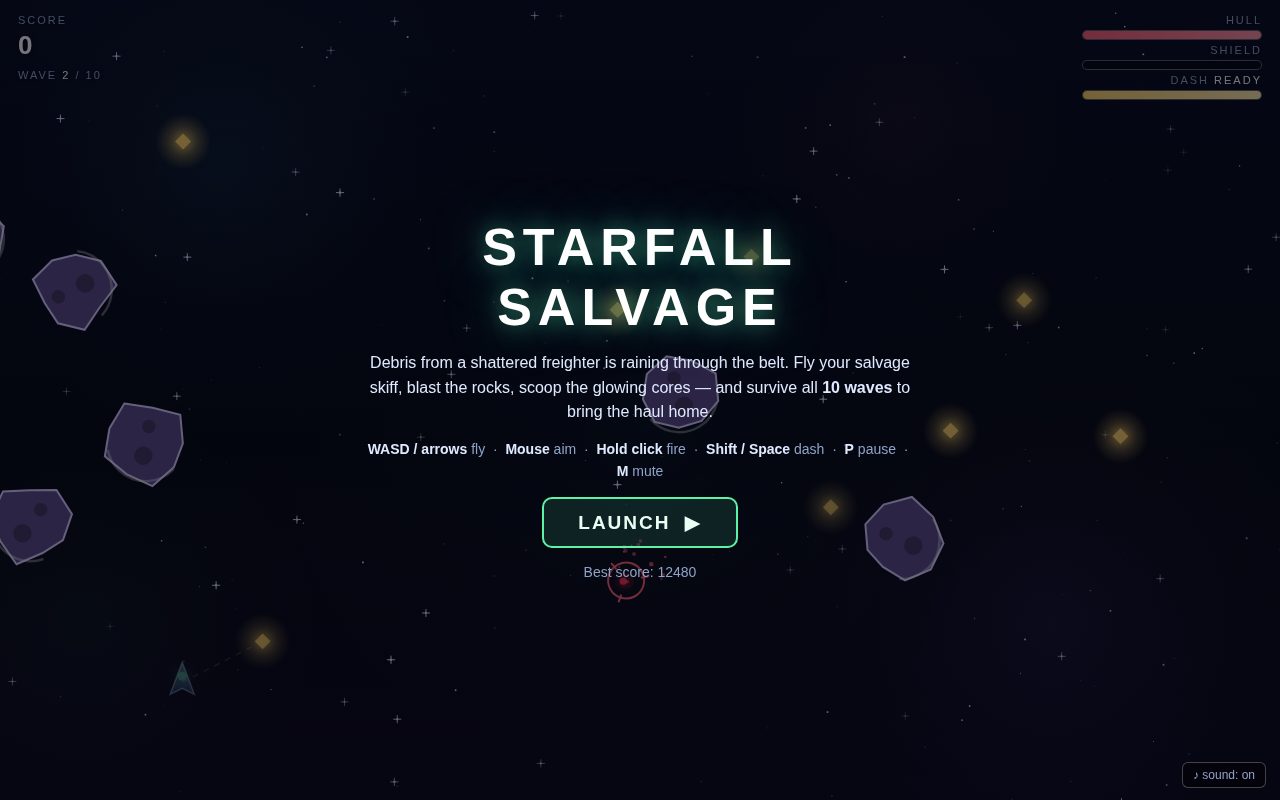 SCORE
0
WAVE 2 / 10
HULL
SHIELD
DASH READY
STARFALL
SALVAGE
Debris from a shattered freighter is raining through the belt. Fly your salvage
skiff, blast the rocks, scoop the glowing cores — and survive all 10 waves to
bring the haul home.
WASD / arrows fly · Mouse aim · Hold click fire · Shift / Space dash · P pause ·
M mute
LAUNCH ▶
Best score: 12480
♪ sound: on